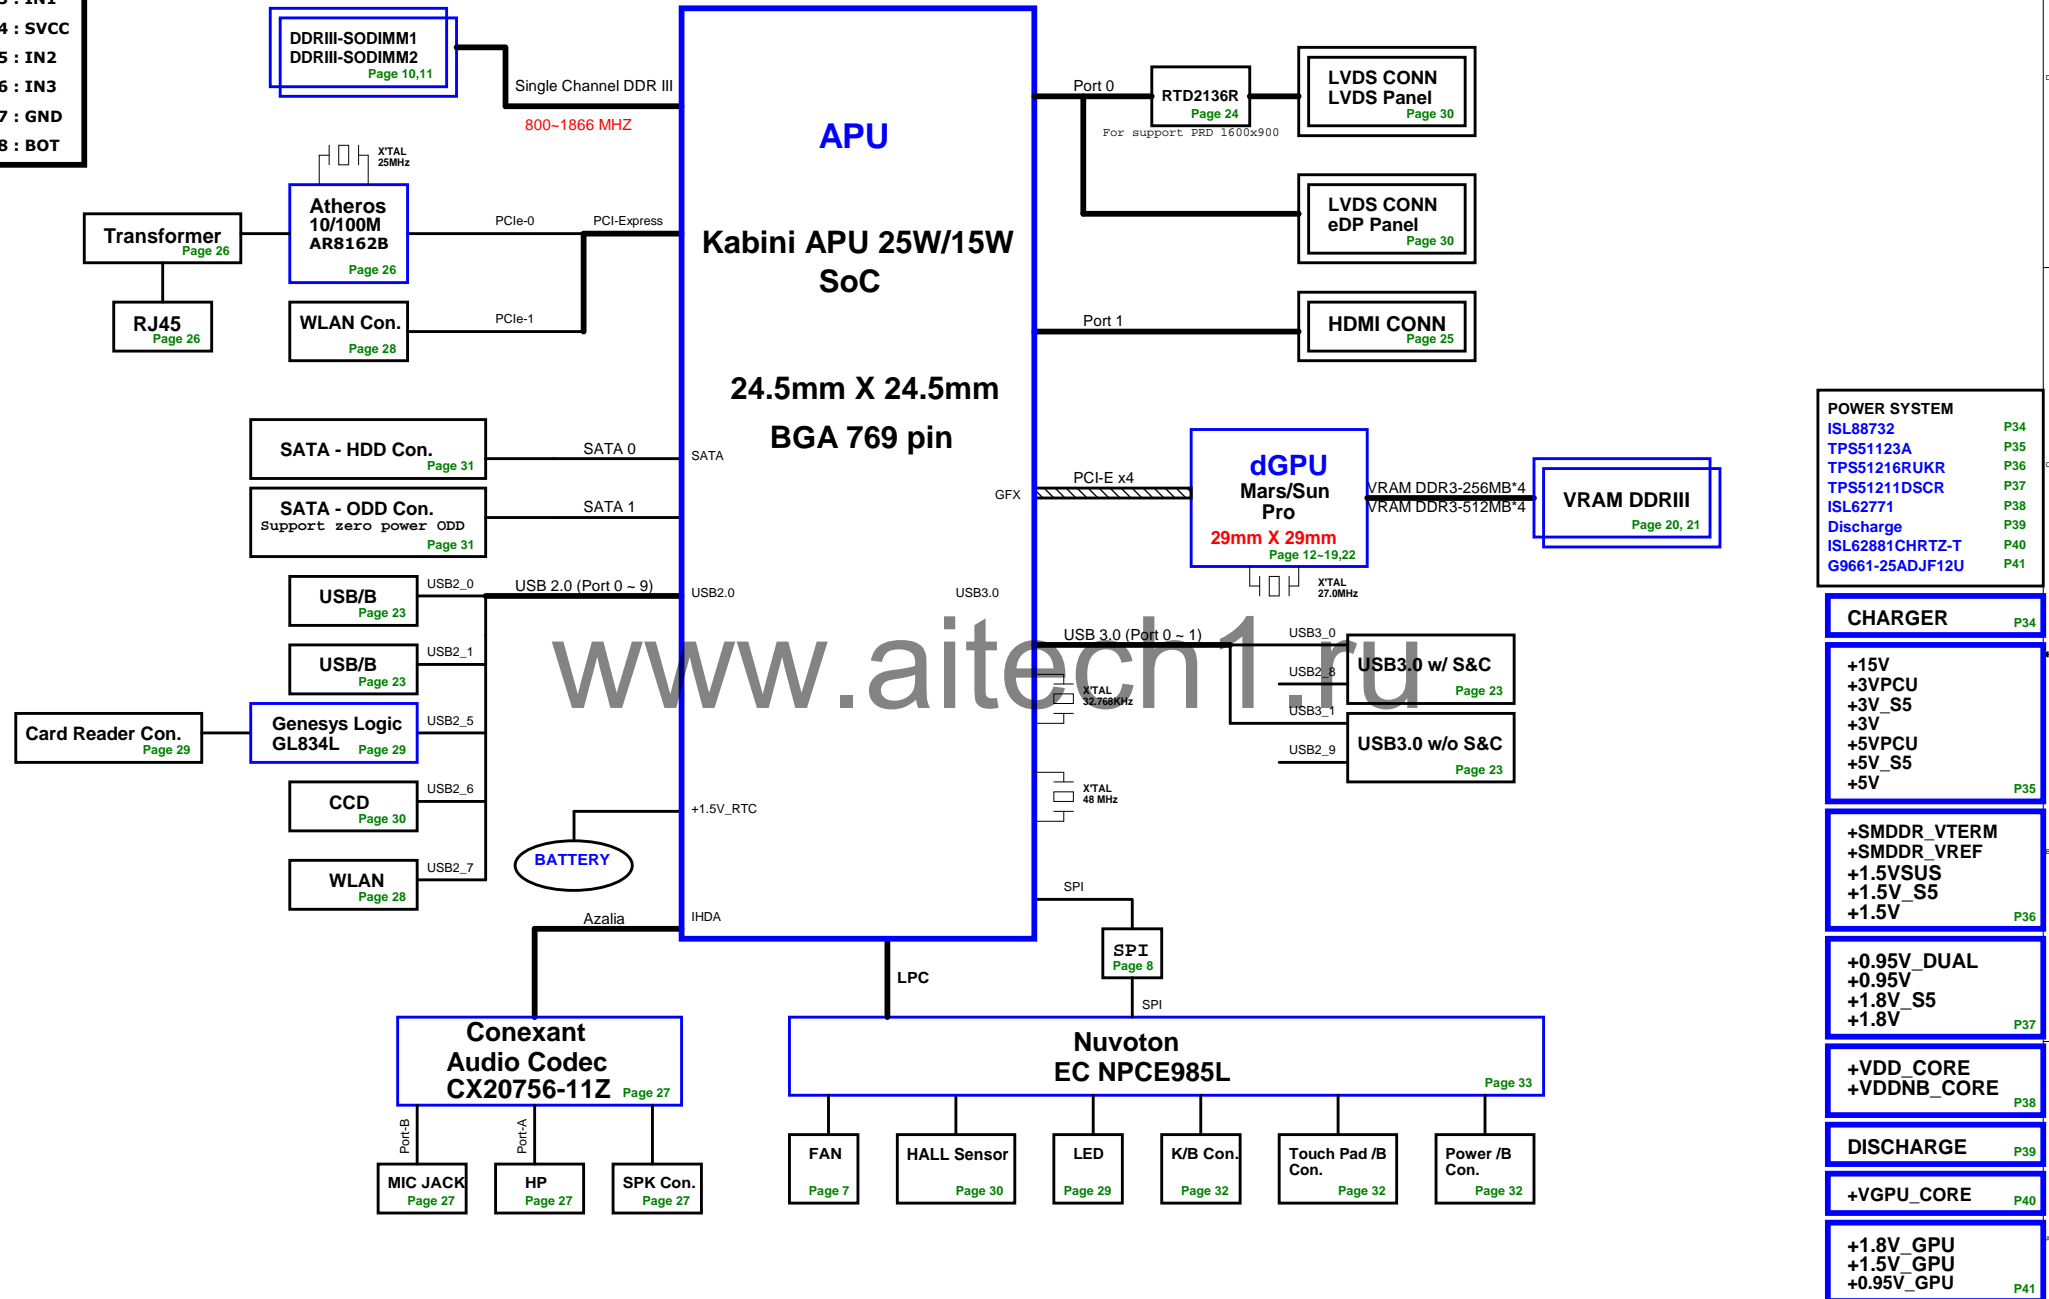 4 : SVCC
5 : IN2
6 : IN3
7 : GND
8 : BOT
DDRIII-SODIMM1
DDRIII-SODIMM2
Page 10,11
Single Channel DDR III
800~1866 MHZ
X'TAL
25MHz
Atheros
10/100M
AR8162B
Page 26
Transformer
Page 26
RJ45
Page 26
PCIe-0
PCI-Express
WLAN Con.
Page 28
PCIe-1
SATA - HDD Con.
Page 31
SATA 0
SATA
SATA - ODD Con.
Support zero power ODD
Page 31
SATA 1
USB/B
Page 23
USB2_0
USB 2.0 (Port 0 ~ 9)
USB2.0
USB/B
Page 23
USB2_1
Card Reader Con.
Page 29
Genesys Logic
GL834L
Page 29
USB2_5
CCD
Page 30
USB2_6
WLAN
Page 28
USB2_7
+1.5V_RTC
BATTERY
Azalia
IHDA
APU
Kabini APU 25W/15W
SoC
24.5mm X 24.5mm
BGA 769 pin
Port 0
RTD2136R
Page 24
For support PRD 1600x900
LVDS CONN
LVDS Panel
Page 30
LVDS CONN
eDP Panel
Page 30
Port 1
HDMI CONN
Page 25
GFX
PCI-E x4
dGPU
Mars/Sun
Pro
29mm X 29mm
Page 12~19,22
X'TAL
27.0MHz
VRAM DDR3-256MB*4
VRAM DDR3-512MB*4
VRAM DDRIII
Page 20, 21
USB3.0
USB 3.0 (Port 0 ~ 1)
USB3_0
USB2_8
USB3.0 w/ S&C
Page 23
USB3_1
USB2_9
USB3.0 w/o S&C
Page 23
X'TAL
32.768KHz
X'TAL
48 MHz
www.aitech1.ru
SPI
SPI
Page 8
SPI
LPC
Conexant
Audio Codec
CX20756-11Z
Page 27
Port-B
Port-A
MIC JACK
Page 27
HP
Page 27
SPK Con.
Page 27
Nuvoton
EC NPCE985L
Page 33
FAN
Page 7
HALL Sensor
Page 30
LED
Page 29
K/B Con.
Page 32
Touch Pad /B
Con.
Page 32
Power /B
Con.
Page 32
POWER SYSTEM
ISL88732 P34
TPS51123A P35
TPS51216RUKR P36
TPS51211DSCR P37
ISL62771 P38
Discharge P39
ISL62881CHRTZ-T P40
G9661-25ADJF12U P41
CHARGER P34
+15V
+3VPCU
+3V_S5
+3V
+5VPCU
+5V_S5
+5V
P35
+SMDDR_VTERM
+SMDDR_VREF
+1.5VSUS
+1.5V_S5
+1.5V
P36
+0.95V_DUAL
+0.95V
+1.8V_S5
+1.8V
P37
+VDD_CORE
+VDDNB_CORE
P38
DISCHARGE P39
+VGPU_CORE P40
+1.8V_GPU
+1.5V_GPU
+0.95V_GPU
P41